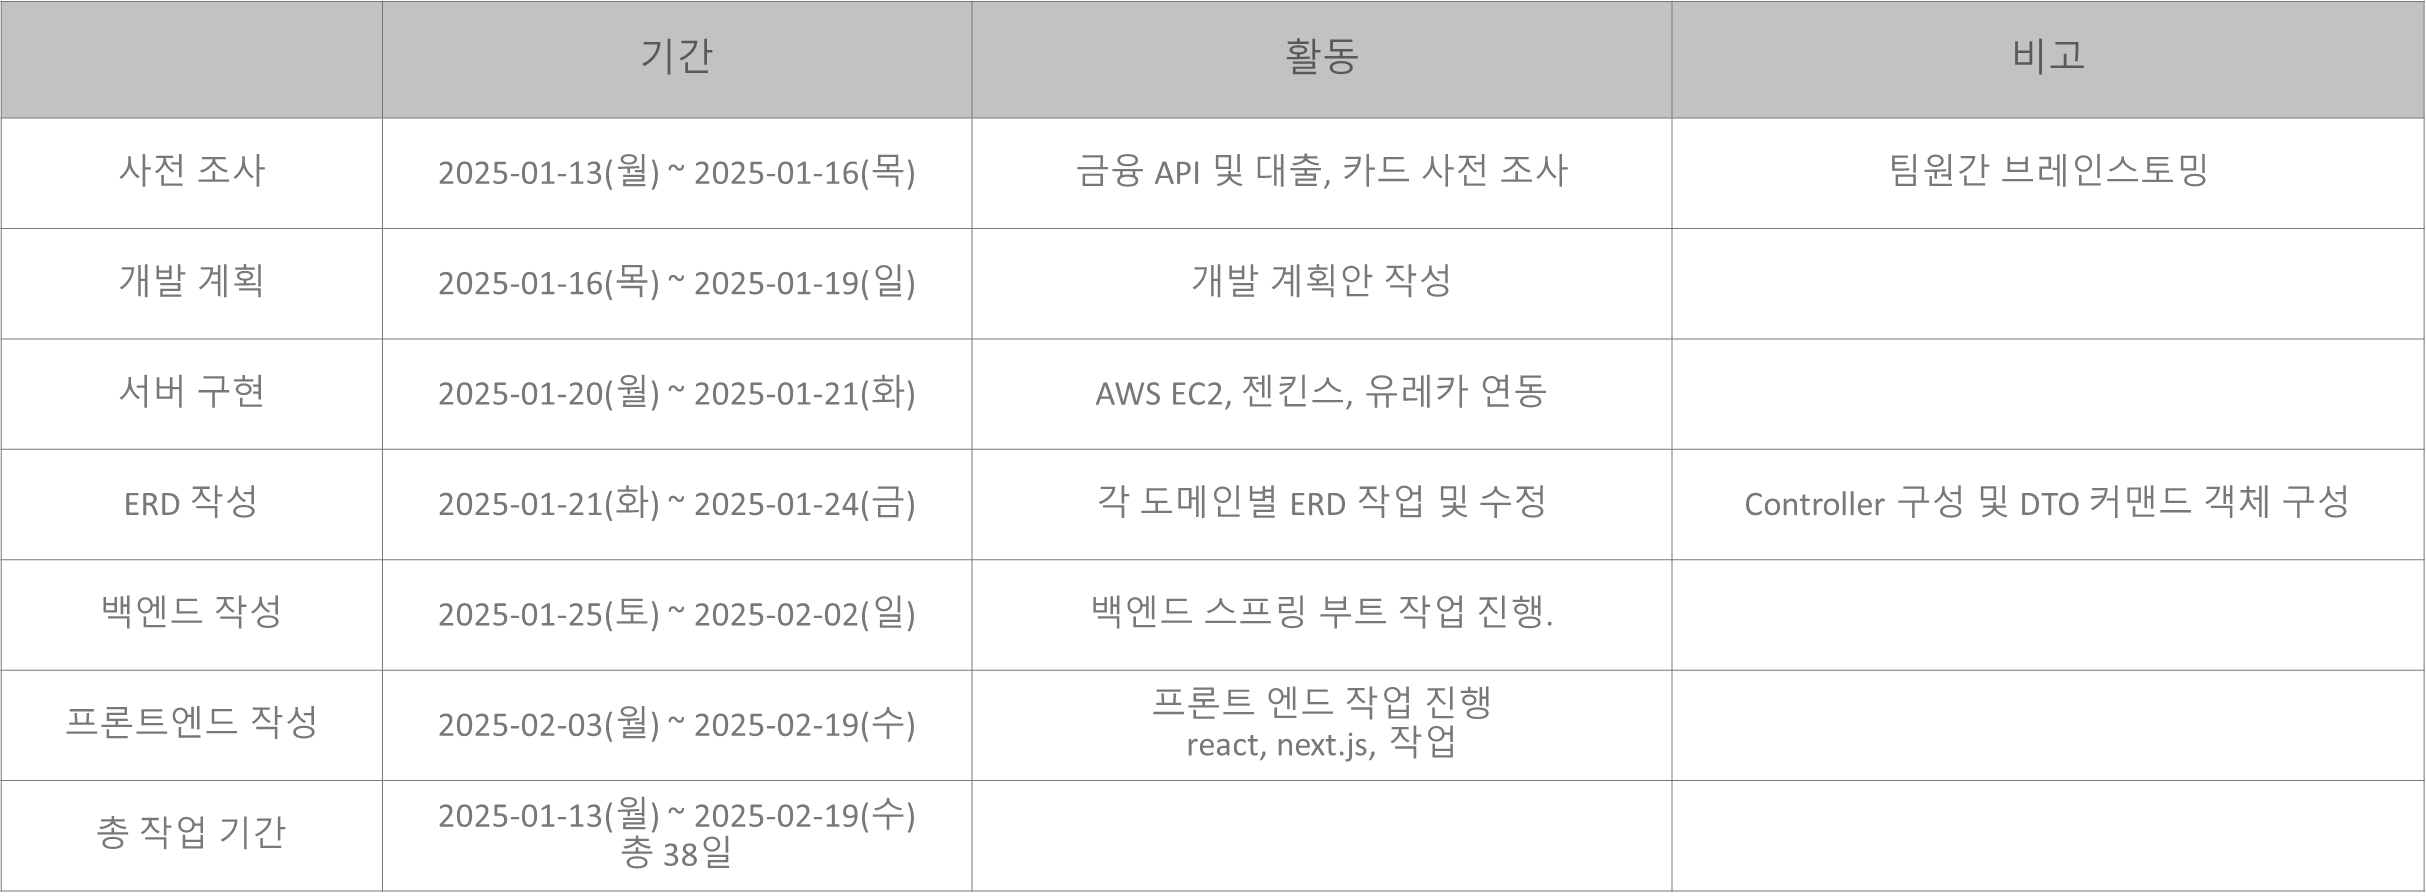 기간 활동 비고
사전 조사 2025-01-13(월) ~ 2025-01-16(목) 금융 API 및 대출, 카드 사전 조사 팀원간 브레인스토밍
개발 계획 2025-01-16(목) ~ 2025-01-19(일) 개발 계획안 작성
서버 구현 2025-01-20(월) ~ 2025-01-21(화) AWS EC2, 젠킨스, 유레카 연동
ERD 작성 2025-01-21(화) ~ 2025-01-24(금) 각 도메인별 ERD 작업 및 수정 Controller 구성 및 DTO 커맨드 객체 구성
백엔드 작성 2025-01-25(토) ~ 2025-02-02(일) 백엔드 스프링 부트 작업 진행.
프론트엔드 작성 2025-02-03(월) ~ 2025-02-19(수) 프론트 엔드 작업 진행
react, next.js, 작업
총 작업 기간 2025-01-13(월) ~ 2025-02-19(수)
총 38일